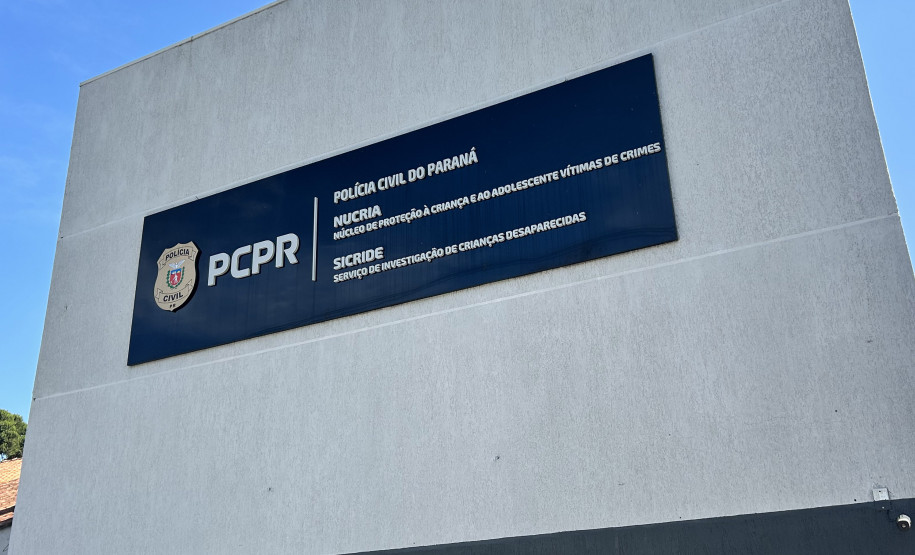 POLÍCIA
CIVIL
PR
PCPR
POLÍCIA CIVIL DO PARANÁ
NUCRIA
NÚCLEO DE PROTEÇÃO À CRIANÇA E AO ADOLESCENTE VÍTIMAS DE CRIMES
SICRIDE
SERVIÇO DE INVESTIGAÇÃO DE CRIANÇAS DESAPARECIDAS